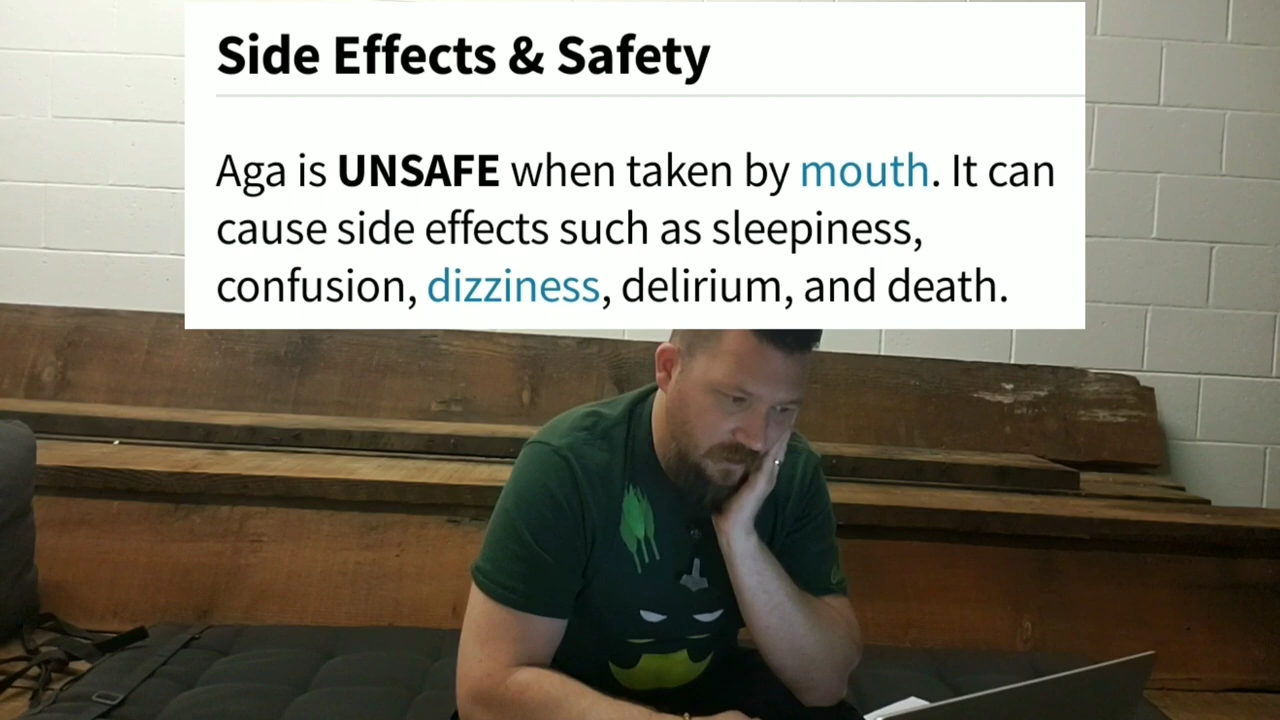 Side Effects & Safety
Aga is UNSAFE when taken by mouth. It can
cause side effects such as sleepiness,
confusion, dizziness, delirium, and death.